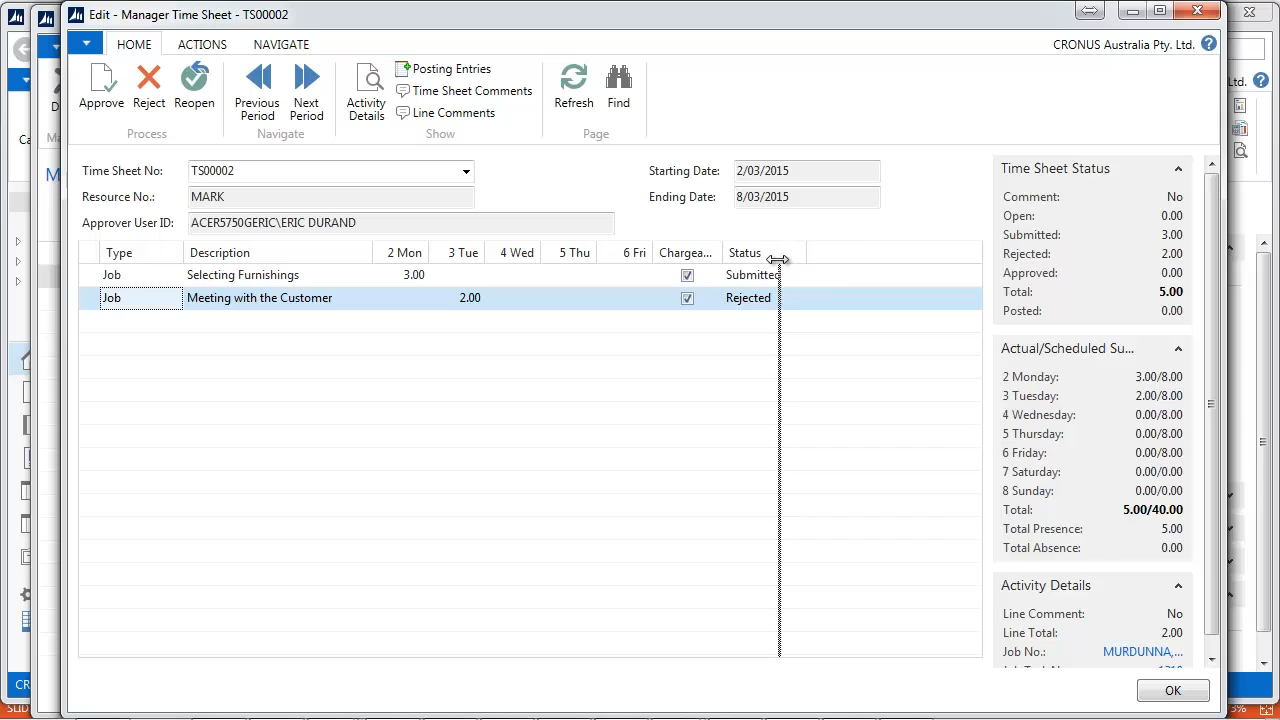 Edit - Manager Time Sheet - TS00002
HOME ACTIONS NAVIGATE
CRONUS Australia Pty. Ltd.
Approve
Reject
Reopen
Process
Previous Period
Next Period
Navigate
Activity Details
Posting Entries
Time Sheet Comments
Line Comments
Show
Refresh
Find
Page
Time Sheet No: TS00002
Starting Date: 2/03/2015
Resource No.: MARK
Ending Date: 8/03/2015
Approver User ID: ACER5750GERIC\ERIC DURAND
Type Description 2 Mon 3 Tue 4 Wed 5 Thu 6 Fri Chargea... Status
Job Selecting Furnishings 3.00 Submitted
Job Meeting with the Customer 2.00 Rejected
Time Sheet Status
Comment: No
Open: 0.00
Submitted: 3.00
Rejected: 2.00
Approved: 0.00
Total: 5.00
Posted: 0.00
Actual/Scheduled Su...
2 Monday: 3.00/8.00
3 Tuesday: 2.00/8.00
4 Wednesday: 0.00/8.00
5 Thursday: 0.00/8.00
6 Friday: 0.00/8.00
7 Saturday: 0.00/0.00
8 Sunday: 0.00/0.00
Total: 5.00/40.00
Total Presence: 5.00
Total Absence: 0.00
Activity Details
Line Comment: No
Line Total: 2.00
Job No.: MURDUNNA,...
OK
Ltd.
CR
SLID
3%